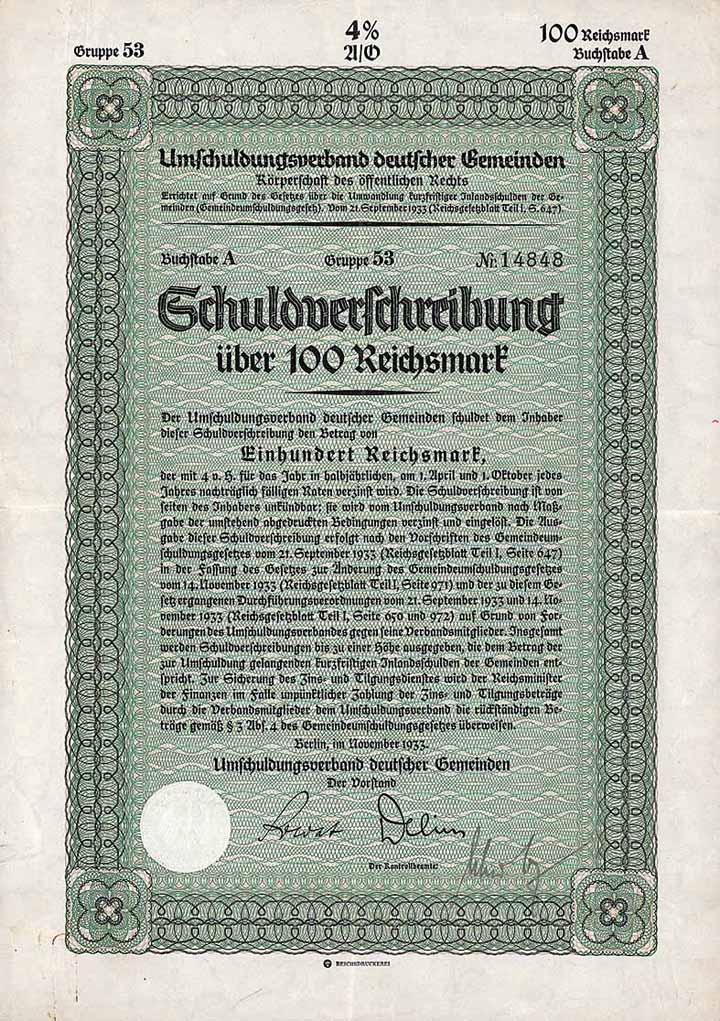 Gruppe 53
4%
A/O
100 Reichsmark
Buchstabe A
Umschuldungsverband deutscher Gemeinden
Körperschaft des öffentlichen Rechts
Errichtet auf Grund des Gesetzes über die Umwandlung kurzfristiger Inlandsschulden der Ge-
meinden (Gemeindeumschuldungsgesetz). Vom 21. September 1933 (Reichsgesetzblatt Teil I, S. 647).
Buchstabe A Gruppe 53 Nr. 14848
Schuldverschreibung
über 100 Reichsmark
Der Umschuldungsverband deutscher Gemeinden schuldet dem Inhaber
dieser Schuldverschreibung den Betrag von
Einhundert Reichsmark,
der mit 4 v. H. für das Jahr in halbjährlichen, am 1. April und 1. Oktober jedes
Jahres nachträglich fälligen Raten verzinst wird. Die Schuldverschreibung ist von
seiten des Inhabers unkündbar; sie wird vom Umschuldungsverband nach Maß-
gabe der umstehend abgedruckten Bedingungen verzinst und eingelöst. Die Aus-
gabe dieser Schuldverschreibung erfolgt nach den Vorschriften des Gemeindeum-
schuldungsgesetzes vom 21. September 1933 (Reichsgesetzblatt Teil I, Seite 647)
in der Fassung des Gesetzes zur Änderung des Gemeindeumschuldungsgesetzes
vom 14. November 1933 (Reichsgesetzblatt Teil I, Seite 971) und der zu diesem Ge-
setz ergangenen Durchführungsverordnungen vom 21. September 1933 und 14. No-
vember 1933 (Reichsgesetzblatt Teil I, Seite 650 und 972) auf Grund von For-
derungen des Umschuldungsverbandes gegen seine Verbandsmitglieder. Insgesamt
werden Schuldverschreibungen bis zu einer Höhe ausgegeben, die dem Betrag der
zur Umschuldung gelangenden kurzfristigen Inlandsschulden der Gemeinden ent-
spricht. Zur Sicherung des Zins- und Tilgungsdienstes wird der Reichsminister
der Finanzen im Falle unpünktlicher Zahlung der Zins- und Tilgungsbeträge
durch die Verbandsmitglieder dem Umschuldungsverband die rückständigen Be-
träge gemäß § 3 Abs. 4 des Gemeindeumschuldungsgesetzes überweisen.
Berlin, im November 1933.
Umschuldungsverband deutscher Gemeinden
Der Vorstand
Delius
Der Kontrollbeamte:
REICHSDRUCKEREI